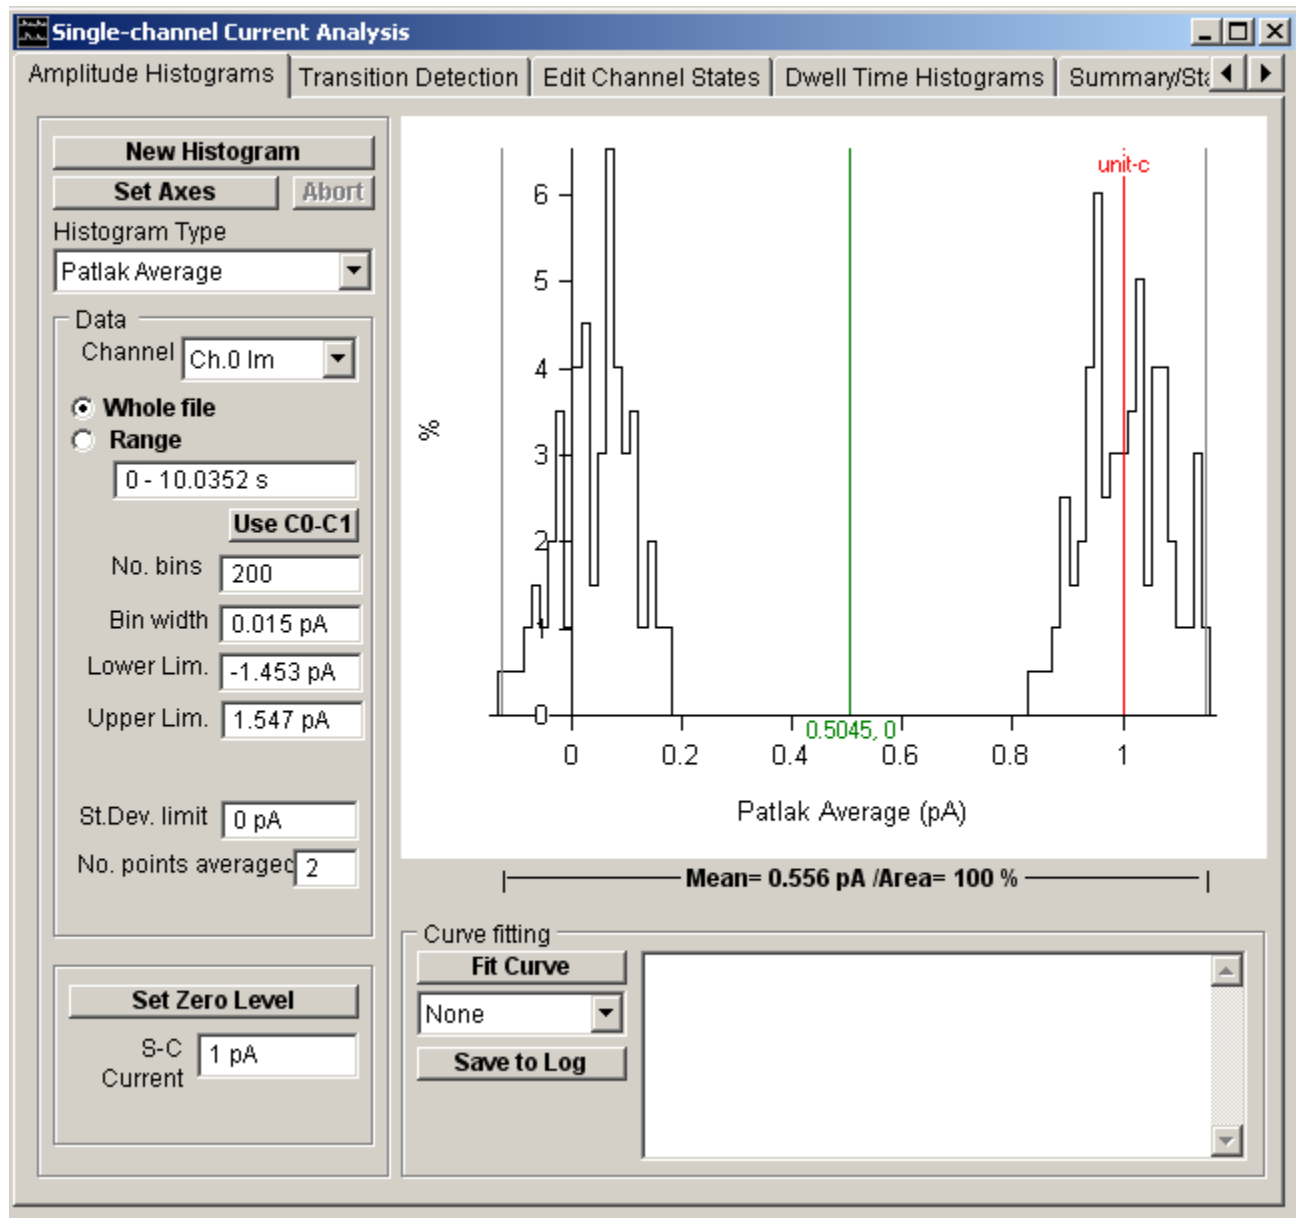 Single-channel Current Analysis
Amplitude Histograms Transition Detection Edit Channel States Dwell Time Histograms Summary/Sta
New Histogram
Set Axes Abort
Histogram Type
Patlak Average
Data
Channel Ch.0 Im
Whole file
Range
0 - 10.0352 s
Use C0-C1
No. bins 200
Bin width 0.015 pA
Lower Lim. -1.453 pA
Upper Lim. 1.547 pA
St.Dev. limit 0 pA
No. points averaged 2
Set Zero Level
S-C Current 1 pA
unit-c
6
5
4
%
3
2
1
0
0.5045, 0
0 0.2 0.4 0.6 0.8 1
Patlak Average (pA)
Mean= 0.556 pA /Area= 100 %
Curve fitting
Fit Curve
None
Save to Log